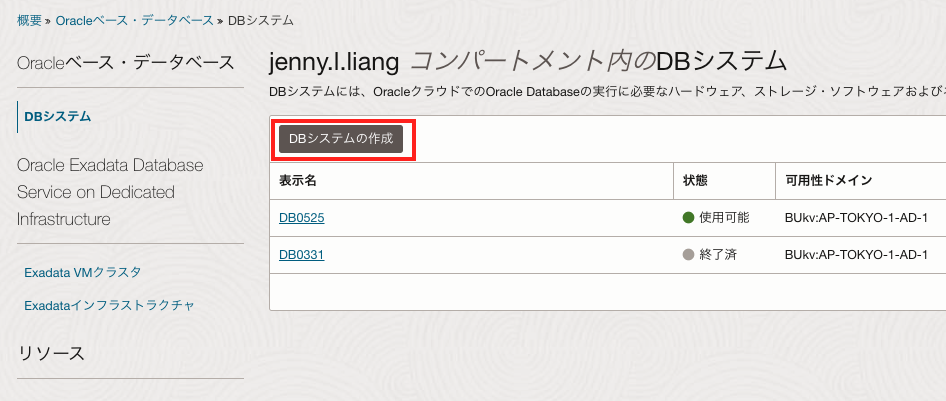 概要 » Oracleベース・データベース » DBシステム
Oracleベース・データベース
DBシステム
Oracle Exadata Database
Service on Dedicated
Infrastructure
Exadata VMクラスタ
Exadataインフラストラクチャ
リソース
jenny.l.liang コンパートメント内のDBシステム
DBシステムには、OracleクラウドでのOracle Databaseの実行に必要なハードウェア、ストレージ・ソフトウェアおよび
DBシステムの作成
表示名 状態 可用性ドメイン
DB0525 使用可能 BUkv:AP-TOKYO-1-AD-1
DB0331 終了済 BUkv:AP-TOKYO-1-AD-1